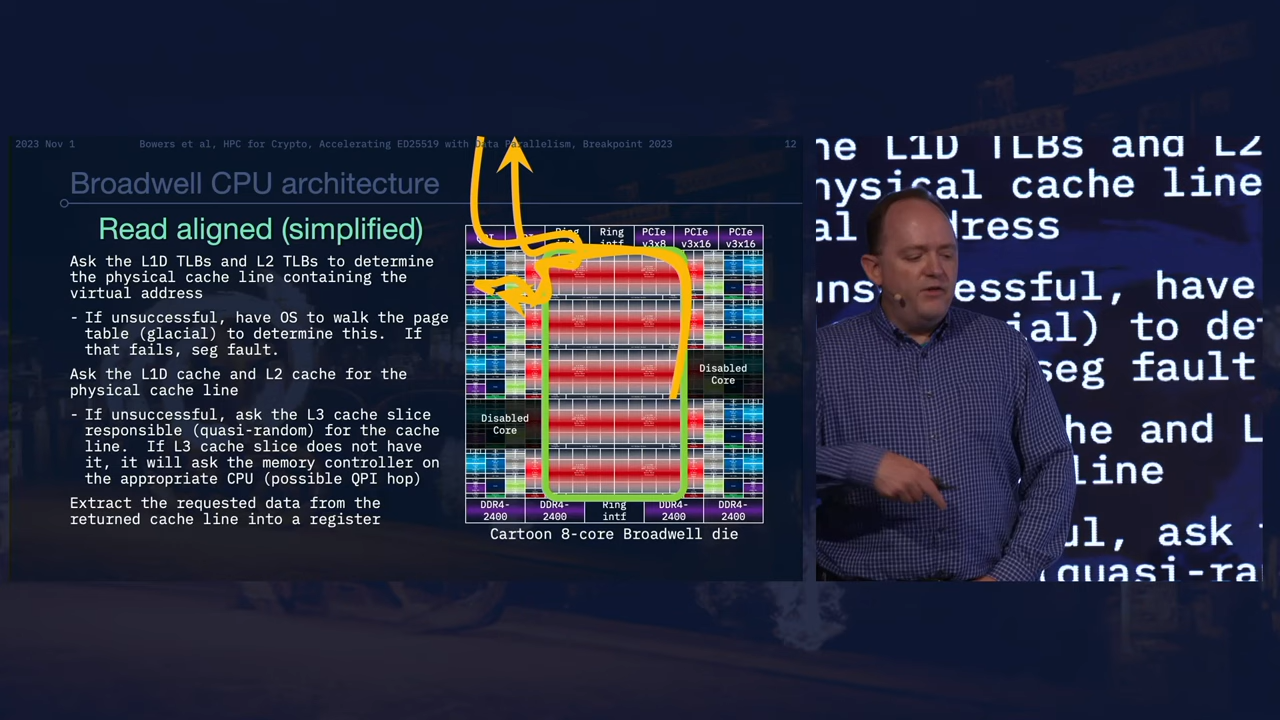 2023 Nov 1
Bowers et al, HPC for Crypto, Accelerating ED25519 with Data Parallelism, Breakpoint 2023
12
Broadwell CPU architecture
Read aligned (simplified)
Ask the L1D TLBs and L2 TLBs to determine
the physical cache line containing the
virtual address
- If unsuccessful, have OS to walk the page
table (glacial) to determine this. If
that fails, seg fault.
Ask the L1D cache and L2 cache for the
physical cache line
- If unsuccessful, ask the L3 cache slice
responsible (quasi-random) for the cache
line. If L3 cache slice does not have
it, it will ask the memory controller on
the appropriate CPU (possible QPI hop)
Extract the requested data from the
returned cache line into a register
Ring
Ring
intf
PCIe
v3x8
PCIe
v3x16
PCIe
v3x16
Disabled
Core
Disabled
Core
DDR4-
2400
DDR4-
2400
Ring
intf
DDR4-
2400
DDR4-
2400
Cartoon 8-core Broadwell die
he L1D TLBs and L2
hysical cache line
al address
uns essful, have
ial) to de
seg fault
he and L
line
ul, ask
(quasi-ra